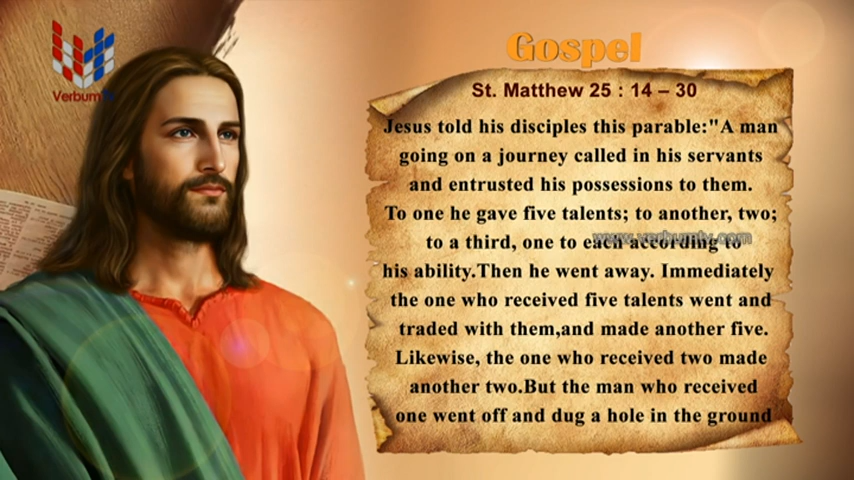 VerbumTv
Gospel
St. Matthew 25 : 14 – 30
Jesus told his disciples this parable:"A man
going on a journey called in his servants
and entrusted his possessions to them.
To one he gave five talents; to another, two;
to a third, one to each according to
www.verbumtv.com
his ability.Then he went away. Immediately
the one who received five talents went and
traded with them,and made another five.
Likewise, the one who received two made
another two.But the man who received
one went off and dug a hole in the ground